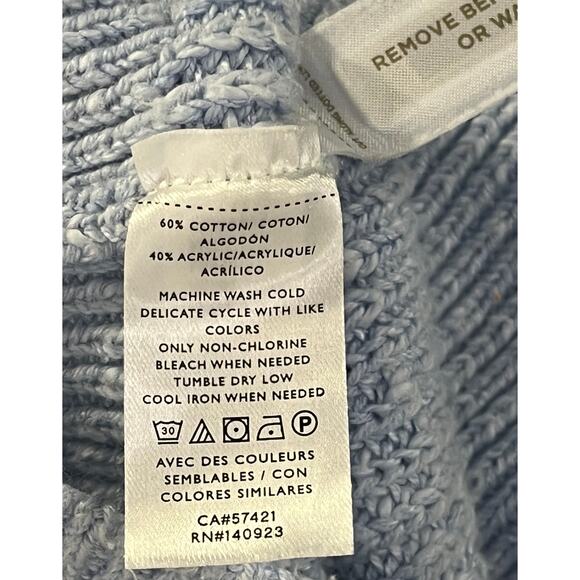 REMOVE
OR
60% COTTON/ COTON/
ALGODÓN
40% ACRYLIC/ACRYLIQUE/
ACRÍLICO
MACHINE WASH COLD
DELICATE CYCLE WITH LIKE
COLORS
ONLY NON-CHLORINE
BLEACH WHEN NEEDED
TUMBLE DRY LOW
COOL IRON WHEN NEEDED
30 P
AVEC DES COULEURS
SEMBLABLES / CON
COLORES SIMILARES
CA#57421
RN#140923